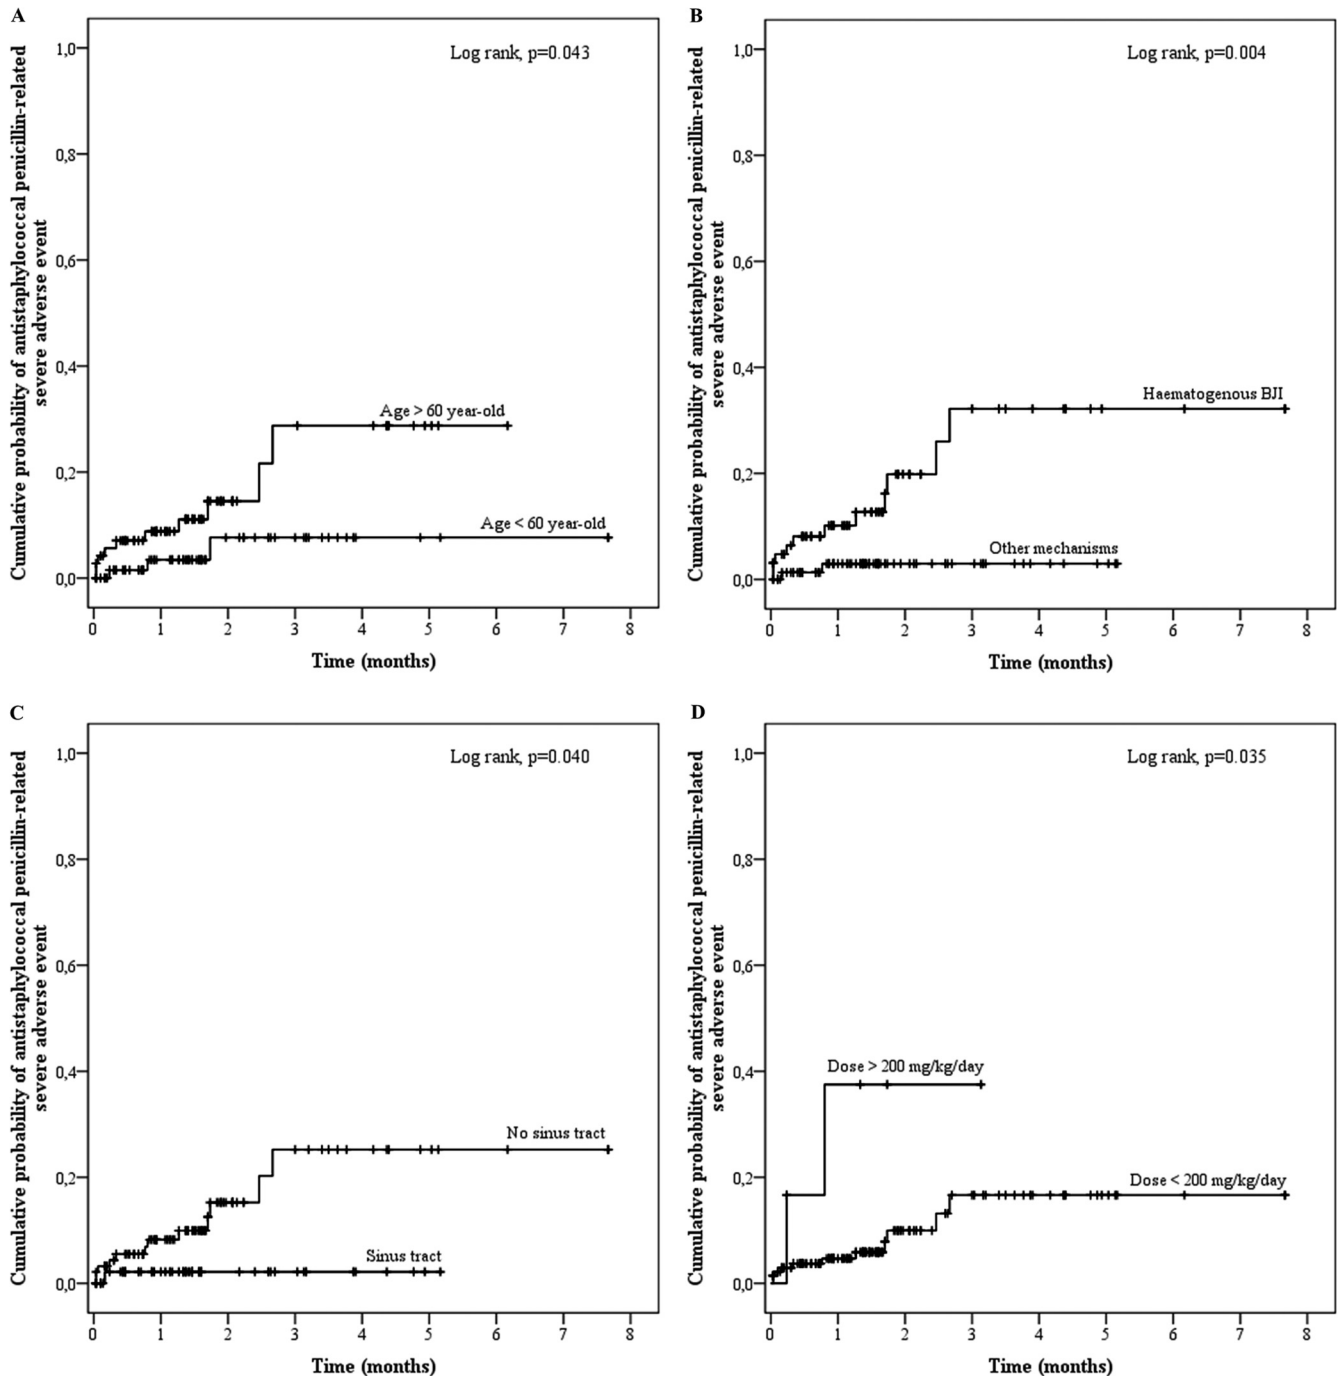 A
Log rank, p=0.043
Cumulative probability of antistaphylococcal penicillin-related
severe adverse event
1,0
0,8
0,6
0,4
0,2
0,0
Age > 60 year-old
Age < 60 year-old
0 1 2 3 4 5 6 7 8
Time (months)
B
Log rank, p=0.004
Cumulative probability of antistaphylococcal penicillin-related
severe adverse event
1,0
0,8
0,6
0,4
0,2
0,0
Haematogenous BJI
Other mechanisms
0 1 2 3 4 5 6 7 8
Time (months)
C
Log rank, p=0.040
Cumulative probability of antistaphylococcal penicillin-related
severe adverse event
1,0
0,8
0,6
0,4
0,2
0,0
No sinus tract
Sinus tract
0 1 2 3 4 5 6 7 8
Time (months)
D
Log rank, p=0.035
Cumulative probability of antistaphylococcal penicillin-related
severe adverse event
1,0
0,8
0,6
0,4
0,2
0,0
Dose > 200 mg/kg/day
Dose < 200 mg/kg/day
0 1 2 3 4 5 6 7 8
Time (months)